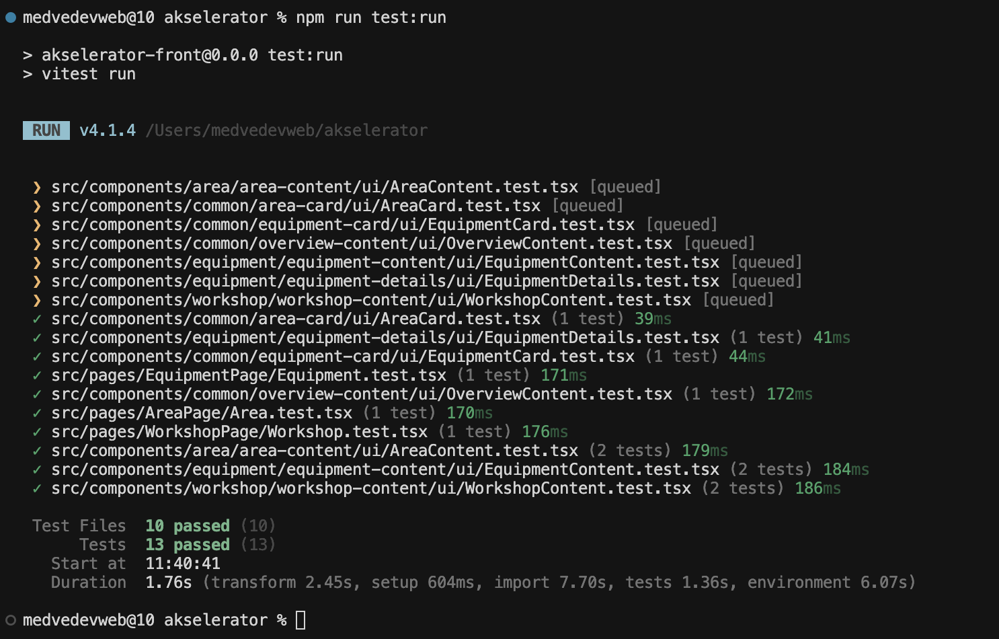 medvedevweb@10 akselerator % npm run test:run
> akselerator-front@0.0.0 test:run
> vitest run
RUN v4.1.4 /Users/medvedevweb/akselerator
❯ src/components/area/area-content/ui/AreaContent.test.tsx [queued]
❯ src/components/common/area-card/ui/AreaCard.test.tsx [queued]
❯ src/components/common/equipment-card/ui/EquipmentCard.test.tsx [queued]
❯ src/components/common/overview-content/ui/OverviewContent.test.tsx [queued]
❯ src/components/equipment/equipment-content/ui/EquipmentContent.test.tsx [queued]
❯ src/components/equipment/equipment-details/ui/EquipmentDetails.test.tsx [queued]
❯ src/components/workshop/workshop-content/ui/WorkshopContent.test.tsx [queued]
✓ src/components/common/area-card/ui/AreaCard.test.tsx (1 test) 39ms
✓ src/components/equipment/equipment-details/ui/EquipmentDetails.test.tsx (1 test) 41ms
✓ src/components/common/equipment-card/ui/EquipmentCard.test.tsx (1 test) 44ms
✓ src/pages/EquipmentPage/Equipment.test.tsx (1 test) 171ms
✓ src/components/common/overview-content/ui/OverviewContent.test.tsx (1 test) 172ms
✓ src/pages/AreaPage/Area.test.tsx (1 test) 170ms
✓ src/pages/WorkshopPage/Workshop.test.tsx (1 test) 176ms
✓ src/components/area/area-content/ui/AreaContent.test.tsx (2 tests) 179ms
✓ src/components/equipment/equipment-content/ui/EquipmentContent.test.tsx (2 tests) 184ms
✓ src/components/workshop/workshop-content/ui/WorkshopContent.test.tsx (2 tests) 186ms
Test Files 10 passed (10)
Tests 13 passed (13)
Start at 11:40:41
Duration 1.76s (transform 2.45s, setup 604ms, import 7.70s, tests 1.36s, environment 6.07s)
medvedevweb@10 akselerator %